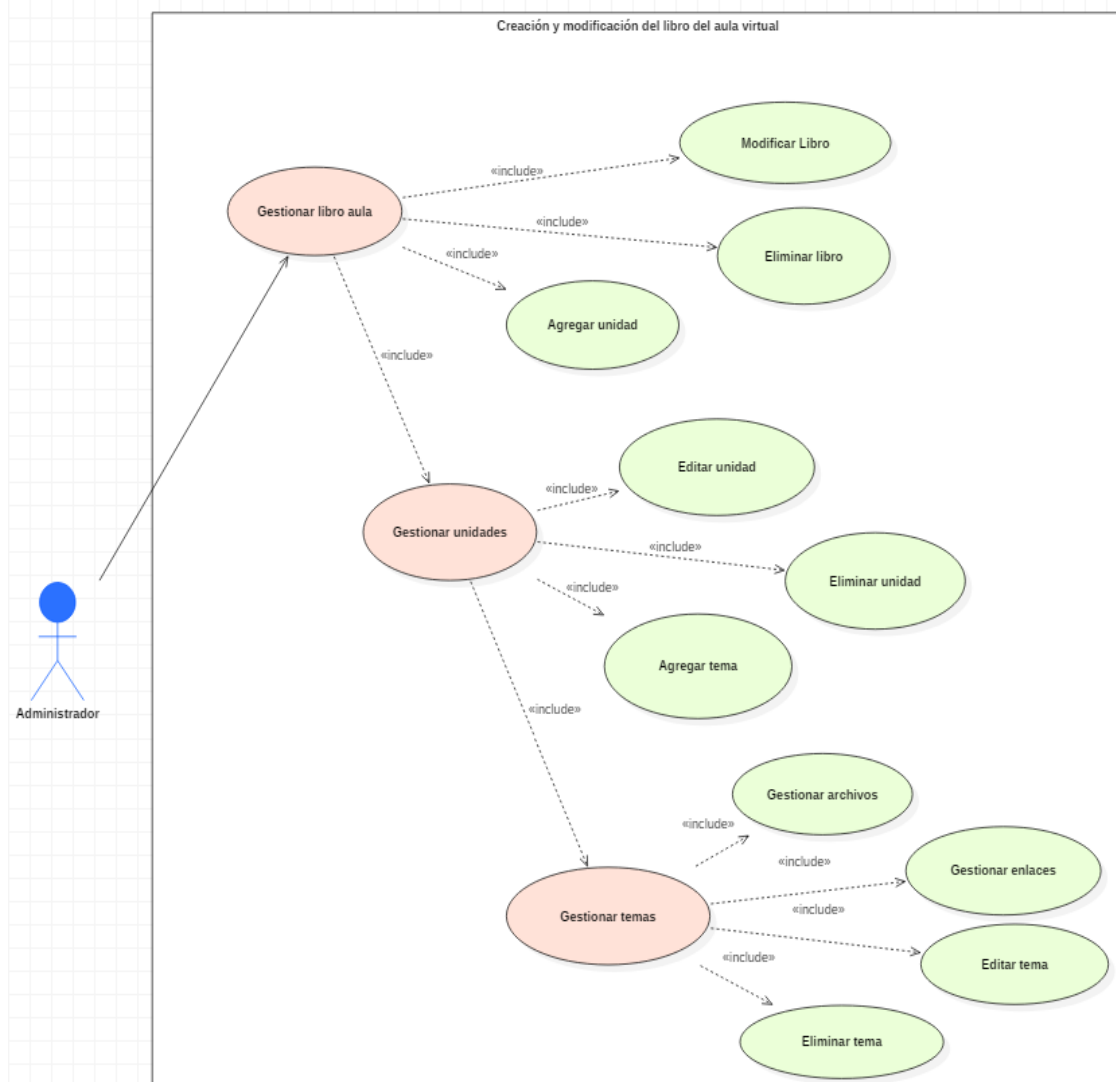 Creación y modificación del libro del aula virtual
Modificar Libro
«include»
Gestionar libro aula
«include»
Eliminar libro
«include»
Agregar unidad
«include»
Editar unidad
«include»
Gestionar unidades
«include»
Eliminar unidad
«include»
Agregar tema
«include»
Administrador
Gestionar archivos
«include»
«include»
Gestionar enlaces
«include»
Gestionar temas
Editar tema
«include»
Eliminar tema